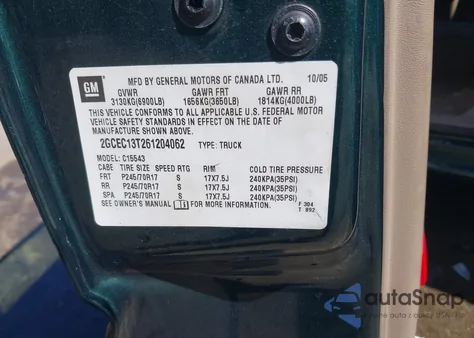 GM MFD BY GENERAL MOTORS OF CANADA LTD. 10/05
GVWR GAWR FRT GAWR RR
3130KG(6900LB) 1656KG(3650LB) 1814KG(4000LB)
THIS VEHICLE CONFORMS TO ALL APPLICABLE U.S. FEDERAL MOTOR
VEHICLE SAFETY STANDARDS IN EFFECT ON THE DATE OF
MANUFACTURE SHOWN ABOVE.
2GCEC13T261204062 TYPE: TRUCK
MODEL: C15543
CABE TIRE SIZE SPEED RTG RIM COLD TIRE PRESSURE
FRT P245/70R17 S 17X7.5J 240KPA(35PSI)
RR P245/70R17 S 17X7.5J 240KPA(35PSI)
SPA P245/70R17 S 17X7.5J 240KPA(35PSI)
SEE OWNER'S MANUAL FOR MORE INFORMATION.
F 304
T 892
autoSnap